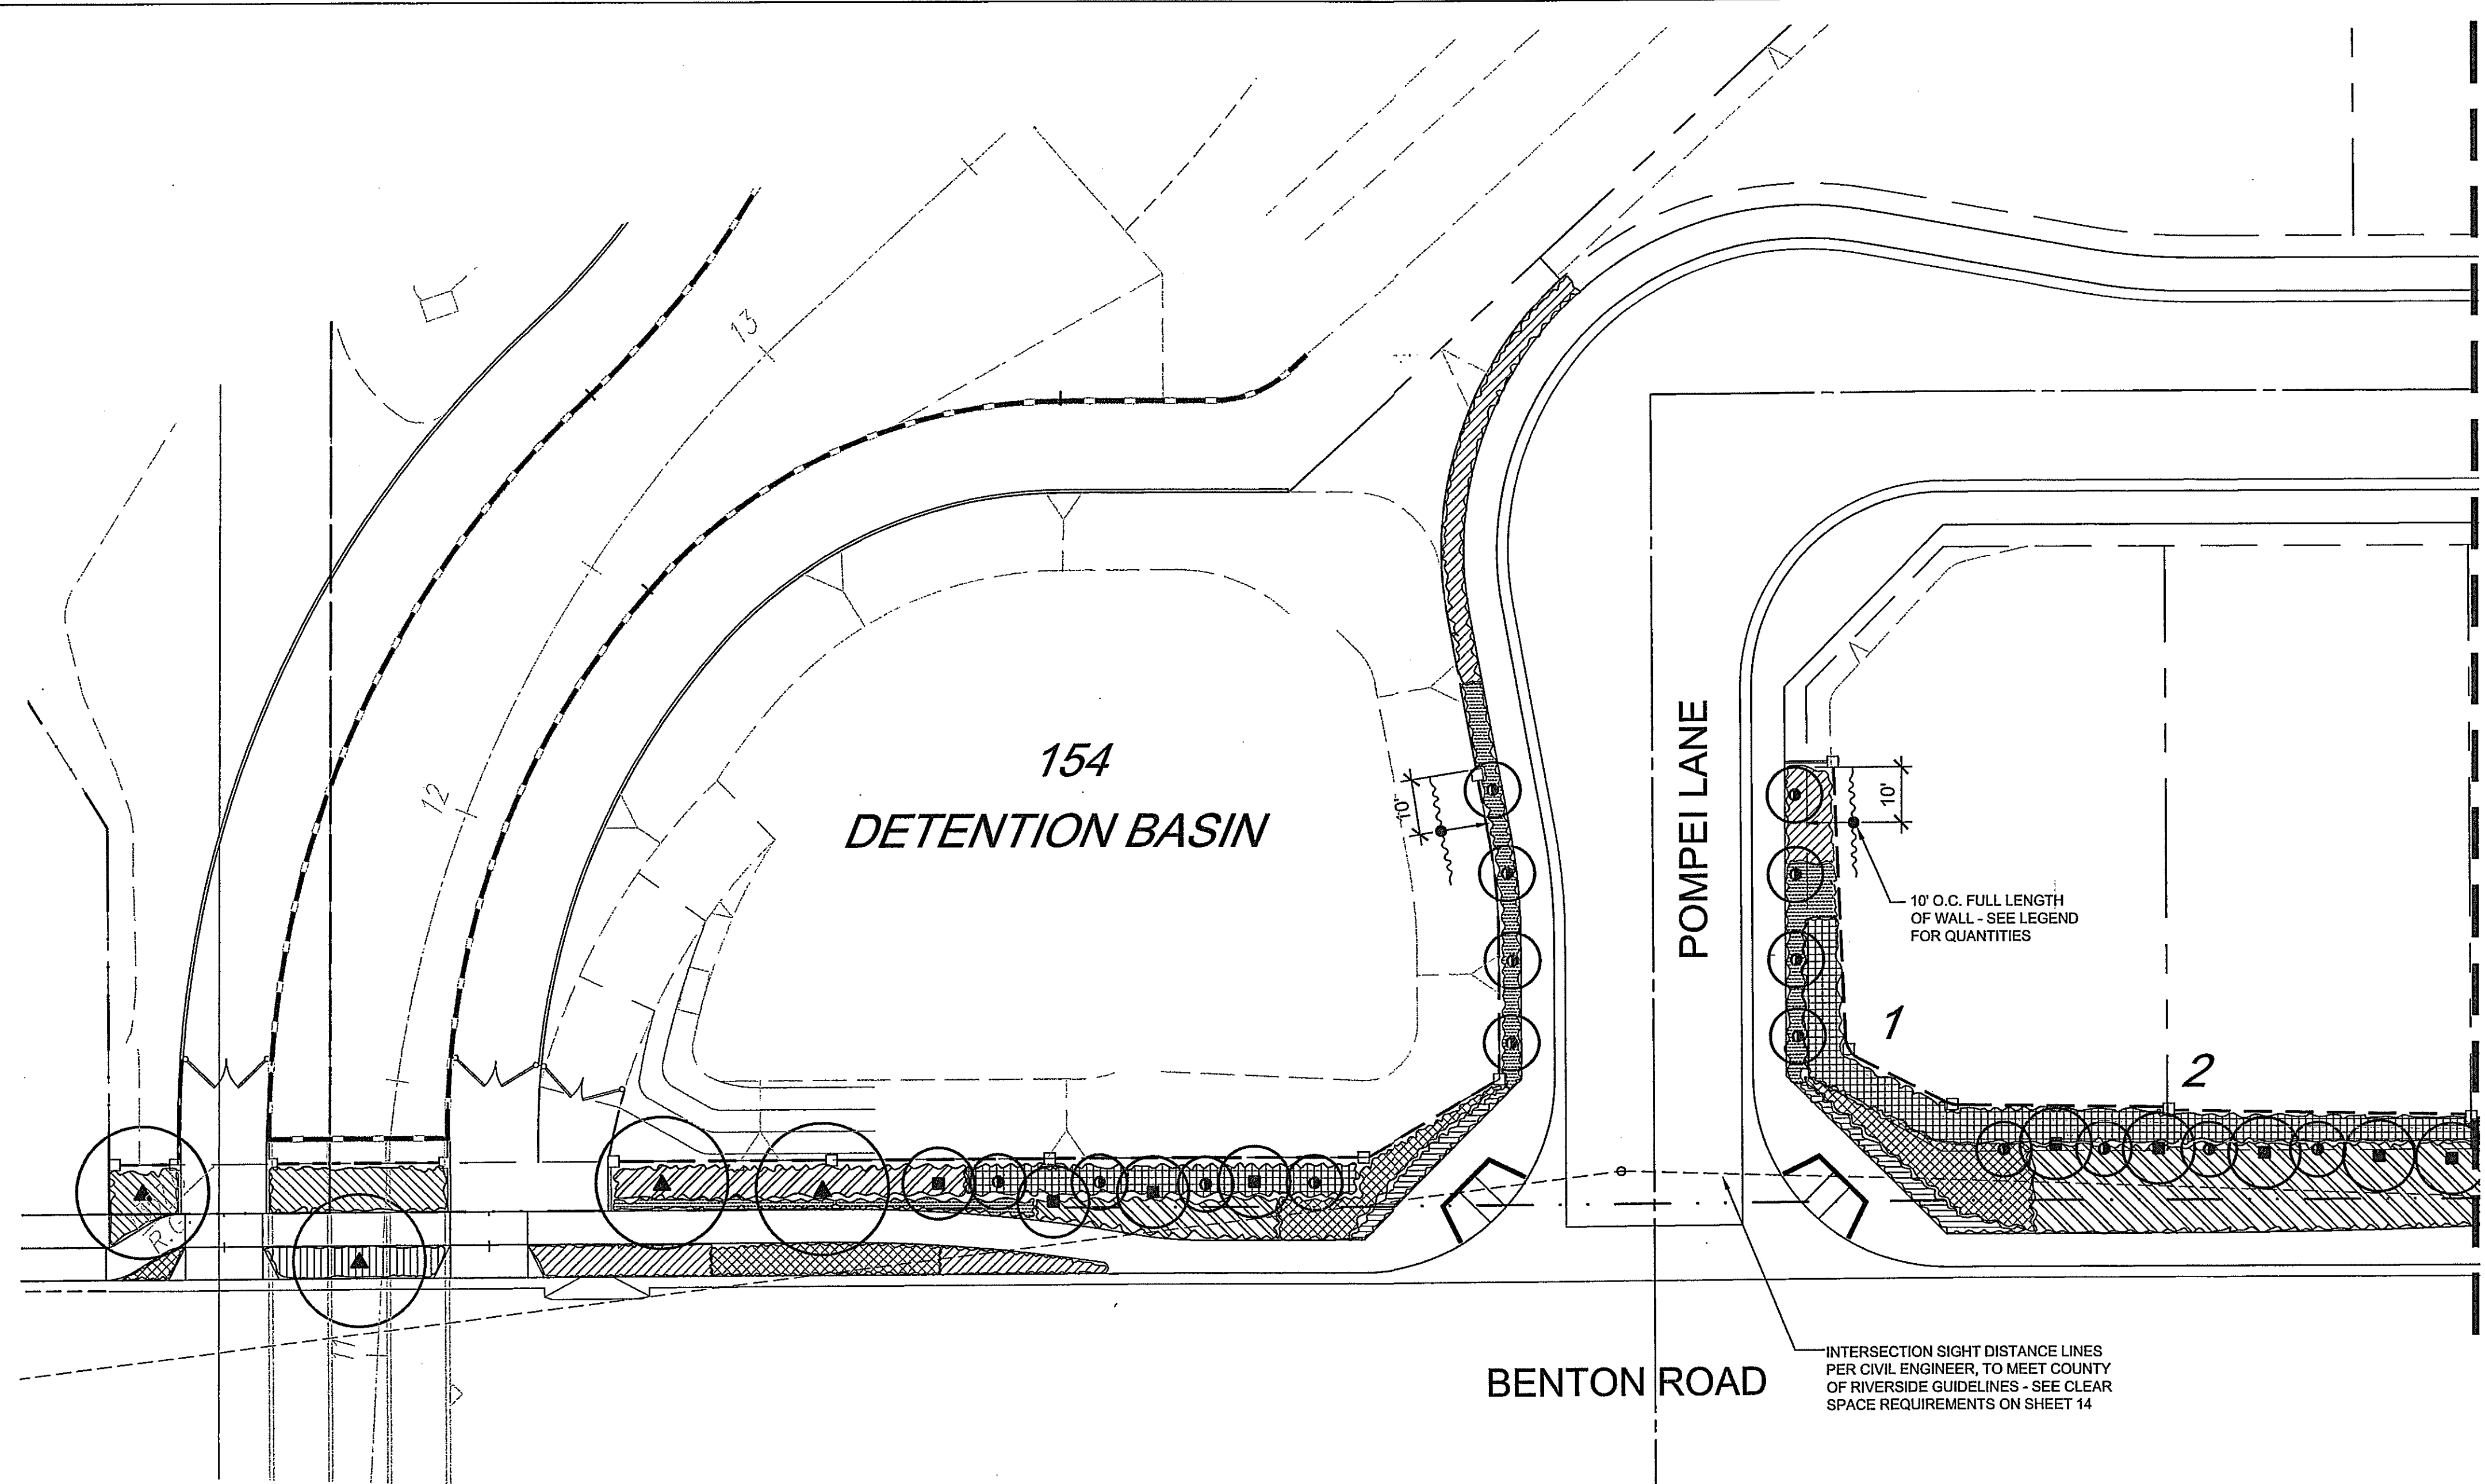 13
12
154
DETENTION BASIN
10'
POMPEI LANE
10'
10' O.C. FULL LENGTH
OF WALL - SEE LEGEND
FOR QUANTITIES
1
2
R.C.
11
BENTON ROAD
INTERSECTION SIGHT DISTANCE LINES
PER CIVIL ENGINEER, TO MEET COUNTY
OF RIVERSIDE GUIDELINES - SEE CLEAR
SPACE REQUIREMENTS ON SHEET 14